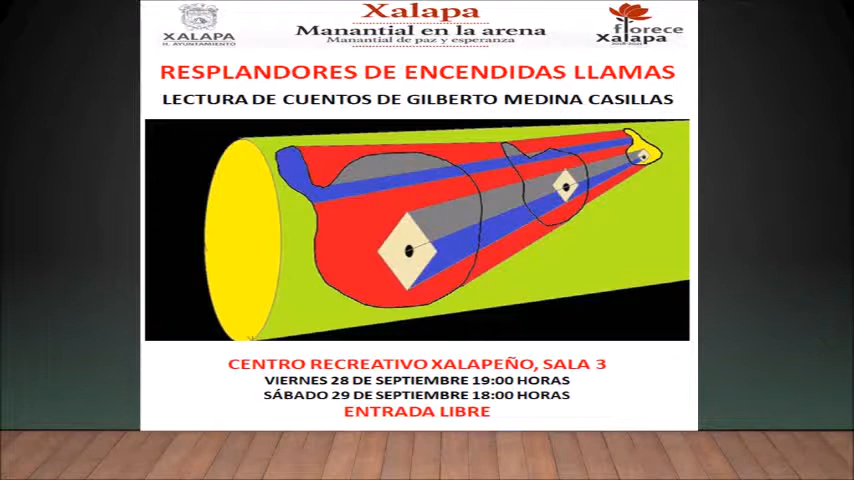 XALAPA
H. AYUNTAMIENTO
Xalapa
Manantial en la arena
Manantial de paz y esperanza
florece
xalapa
RESPLANDORES DE ENCENDIDAS LLAMAS
LECTURA DE CUENTOS DE GILBERTO MEDINA CASILLAS
CENTRO RECREATIVO XALAPEÑO, SALA 3
VIERNES 28 DE SEPTIEMBRE 19:00 HORAS
SÁBADO 29 DE SEPTIEMBRE 18:00 HORAS
ENTRADA LIBRE